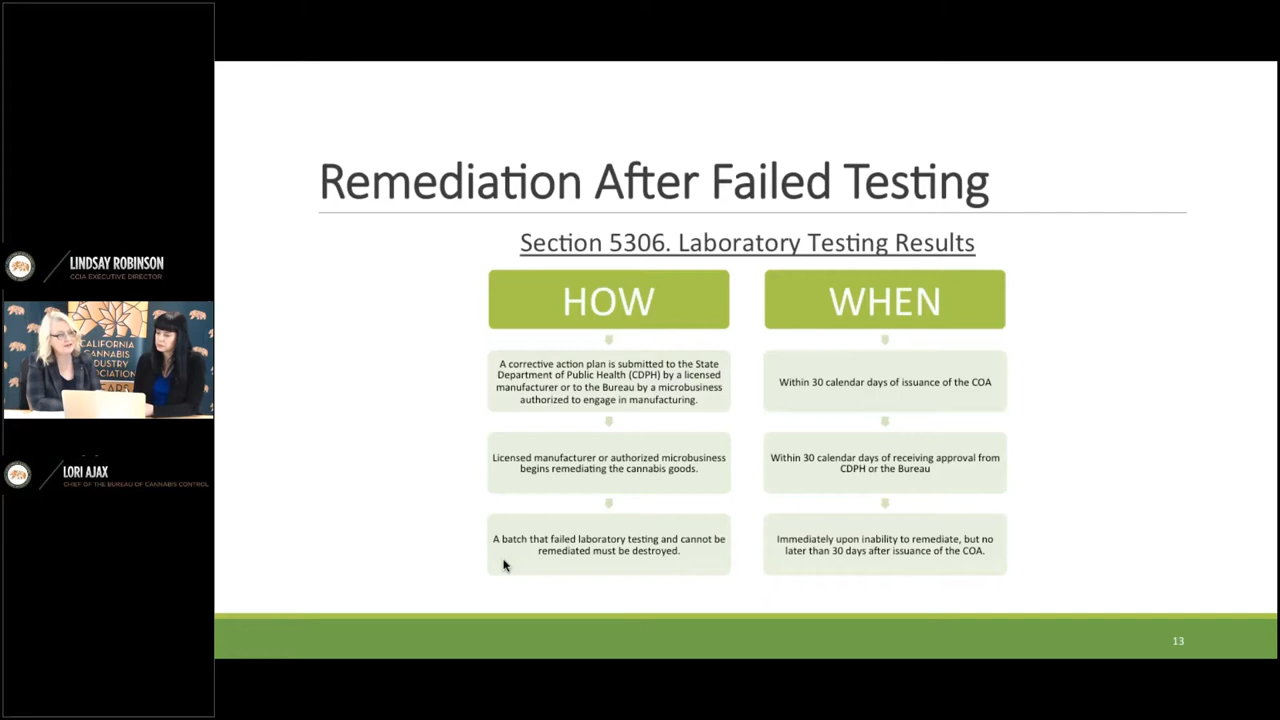 Remediation After Failed Testing
Section 5306. Laboratory Testing Results
HOW
WHEN
A corrective action plan is submitted to the State
Department of Public Health (CDPH) by a licensed
manufacturer or to the Bureau by a microbusiness
authorized to engage in manufacturing.
Within 30 calendar days of issuance of the COA
Licensed manufacturer or authorized microbusiness
begins remediating the cannabis goods.
Within 30 calendar days of receiving approval from
CDPH or the Bureau
A batch that failed laboratory testing and cannot be
remediated must be destroyed.
Immediately upon inability to remediate, but no
later than 30 days after issuance of the COA.
13
LINDSAY ROBINSON
CCIA EXECUTIVE DIRECTOR
CALIFORNIA
CANNABIS
INDUSTRY
ASSOCIATION
LORI AJAX
CHIEF OF THE BUREAU OF CANNABIS CONTROL